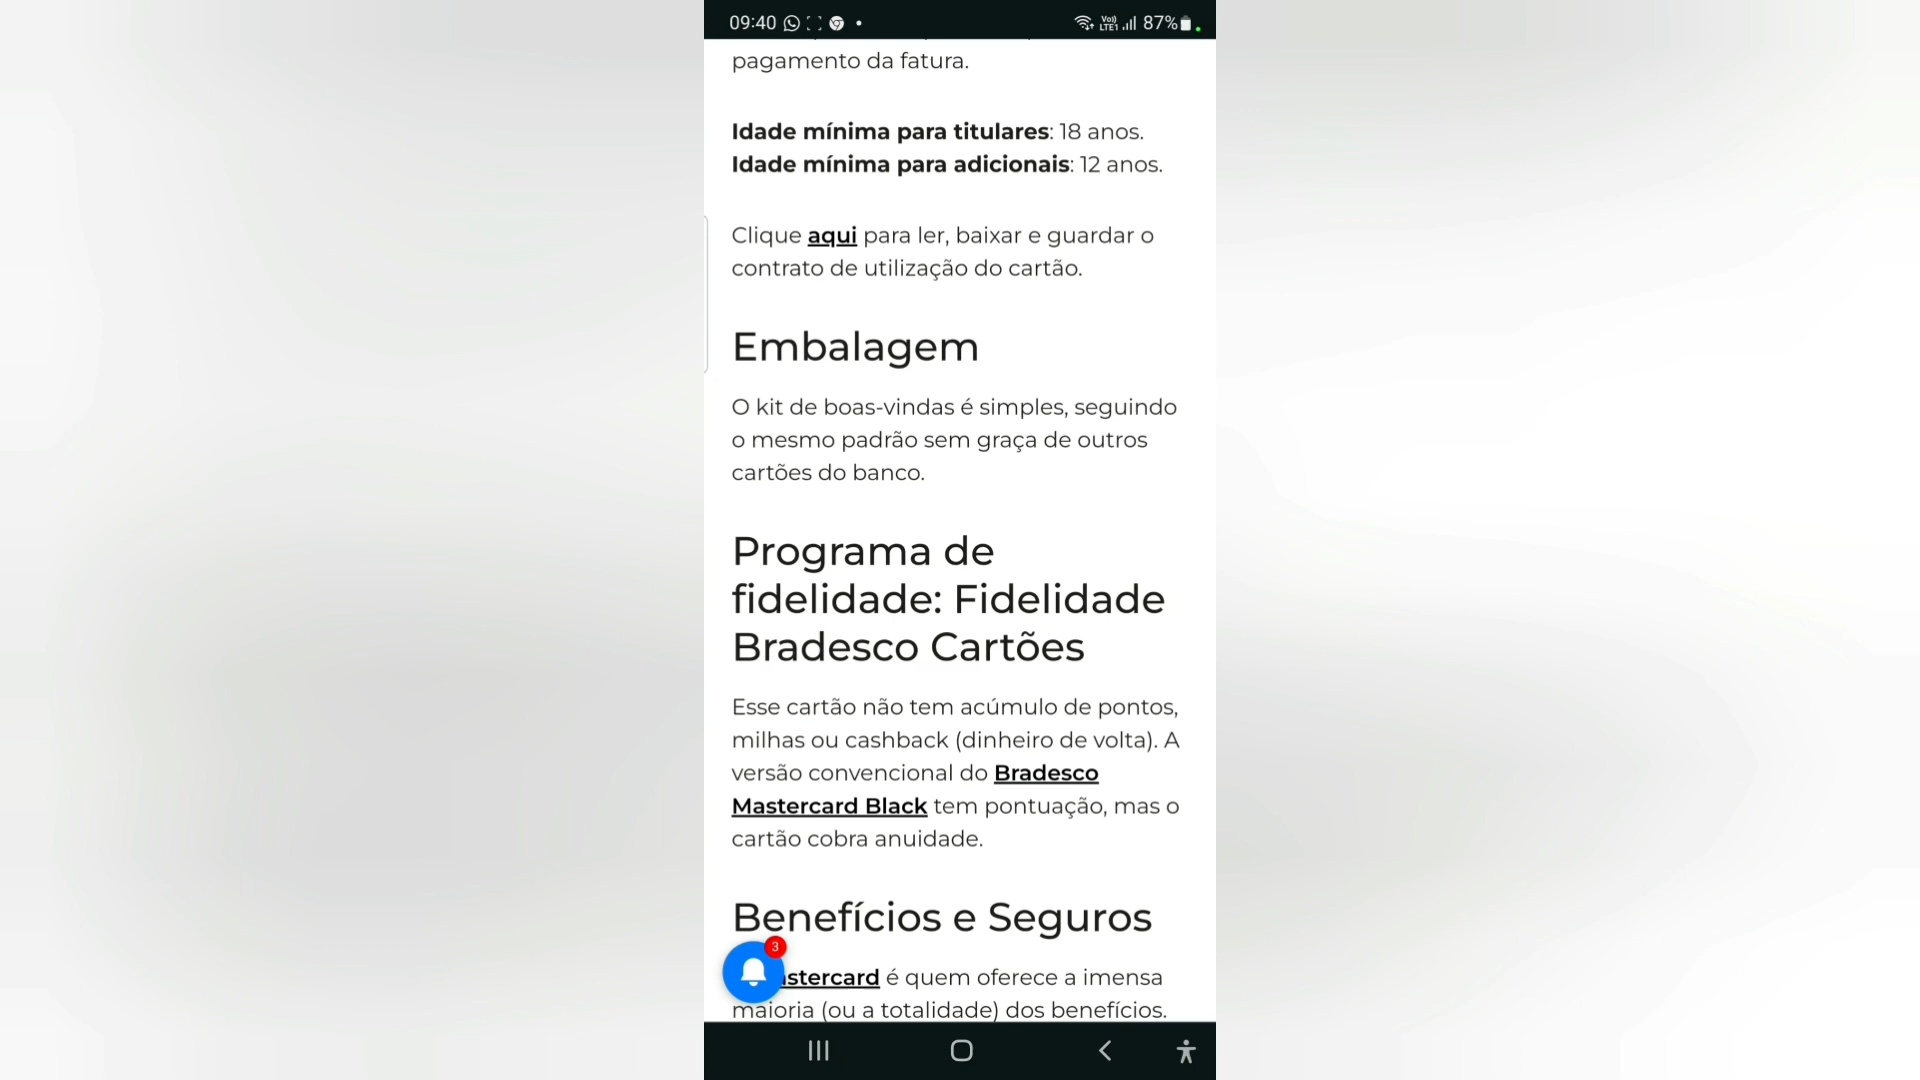 09:40
Vo)) LTE1 87%
pagamento da fatura.
Idade mínima para titulares: 18 anos.
Idade mínima para adicionais: 12 anos.
Clique aqui para ler, baixar e guardar o
contrato de utilização do cartão.
Embalagem
O kit de boas-vindas é simples, seguindo
o mesmo padrão sem graça de outros
cartões do banco.
Programa de
fidelidade: Fidelidade
Bradesco Cartões
Esse cartão não tem acúmulo de pontos,
milhas ou cashback (dinheiro de volta). A
versão convencional do Bradesco
Mastercard Black tem pontuação, mas o
cartão cobra anuidade.
Benefícios e Seguros
3
stercard é quem oferece a imensa
maioria (ou a totalidade) dos benefícios.